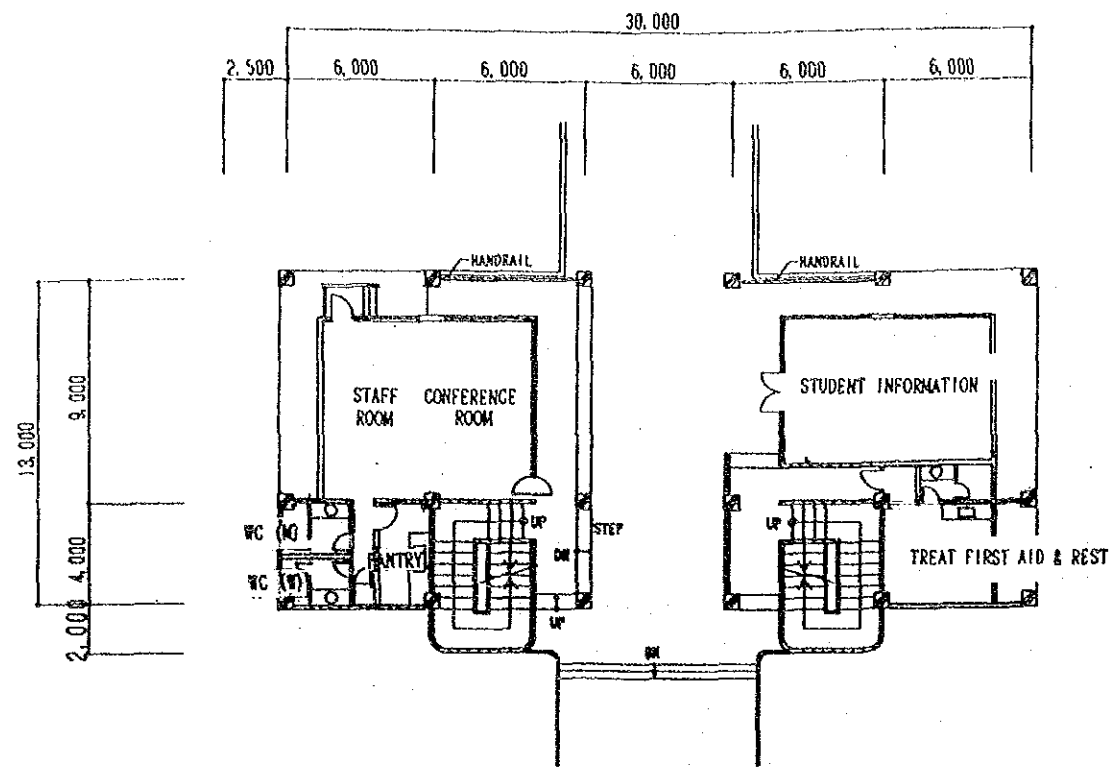 30,000
2,500 6,000 6,000 6,000 6,000 6,000
HANDRAIL HANDRAIL
13,000
9,000
4,000
2,000
STAFF ROOM
CONFERENCE ROOM
STUDENT INFORMATION
WC (M)
WC (W)
PANTRY
UP
STEP
DN
UP
UP
TREAT FIRST AID & REST
DN